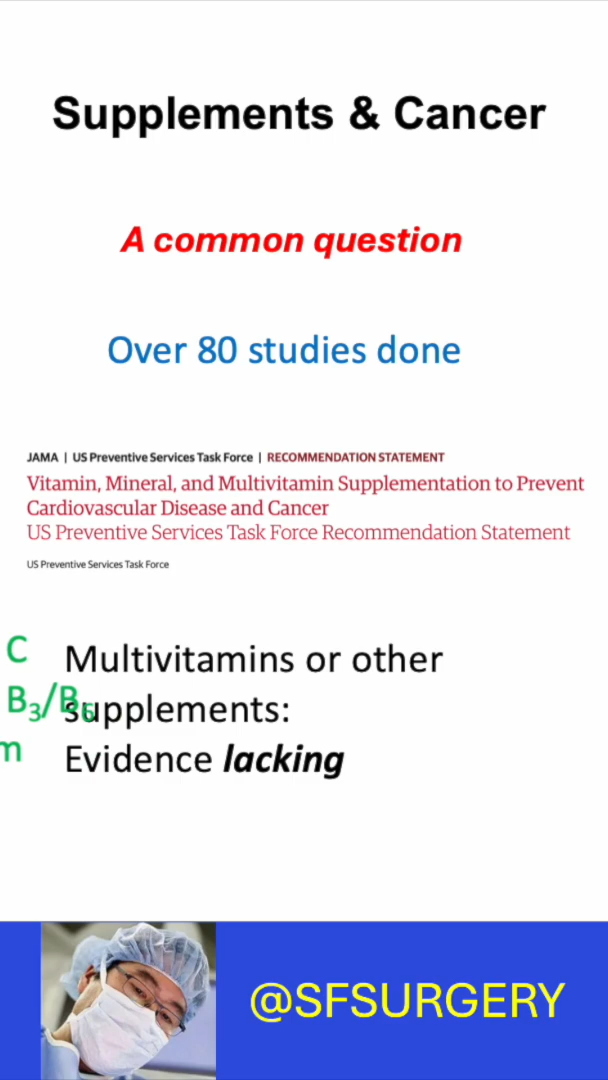 Supplements & Cancer
A common question
Over 80 studies done
JAMA | US Preventive Services Task Force | RECOMMENDATION STATEMENT
Vitamin, Mineral, and Multivitamin Supplementation to Prevent
Cardiovascular Disease and Cancer
US Preventive Services Task Force Recommendation Statement
US Preventive Services Task Force
C
Multivitamins or other
B₃/B₆
supplements:
m
Evidence lacking
@SFSURGERY